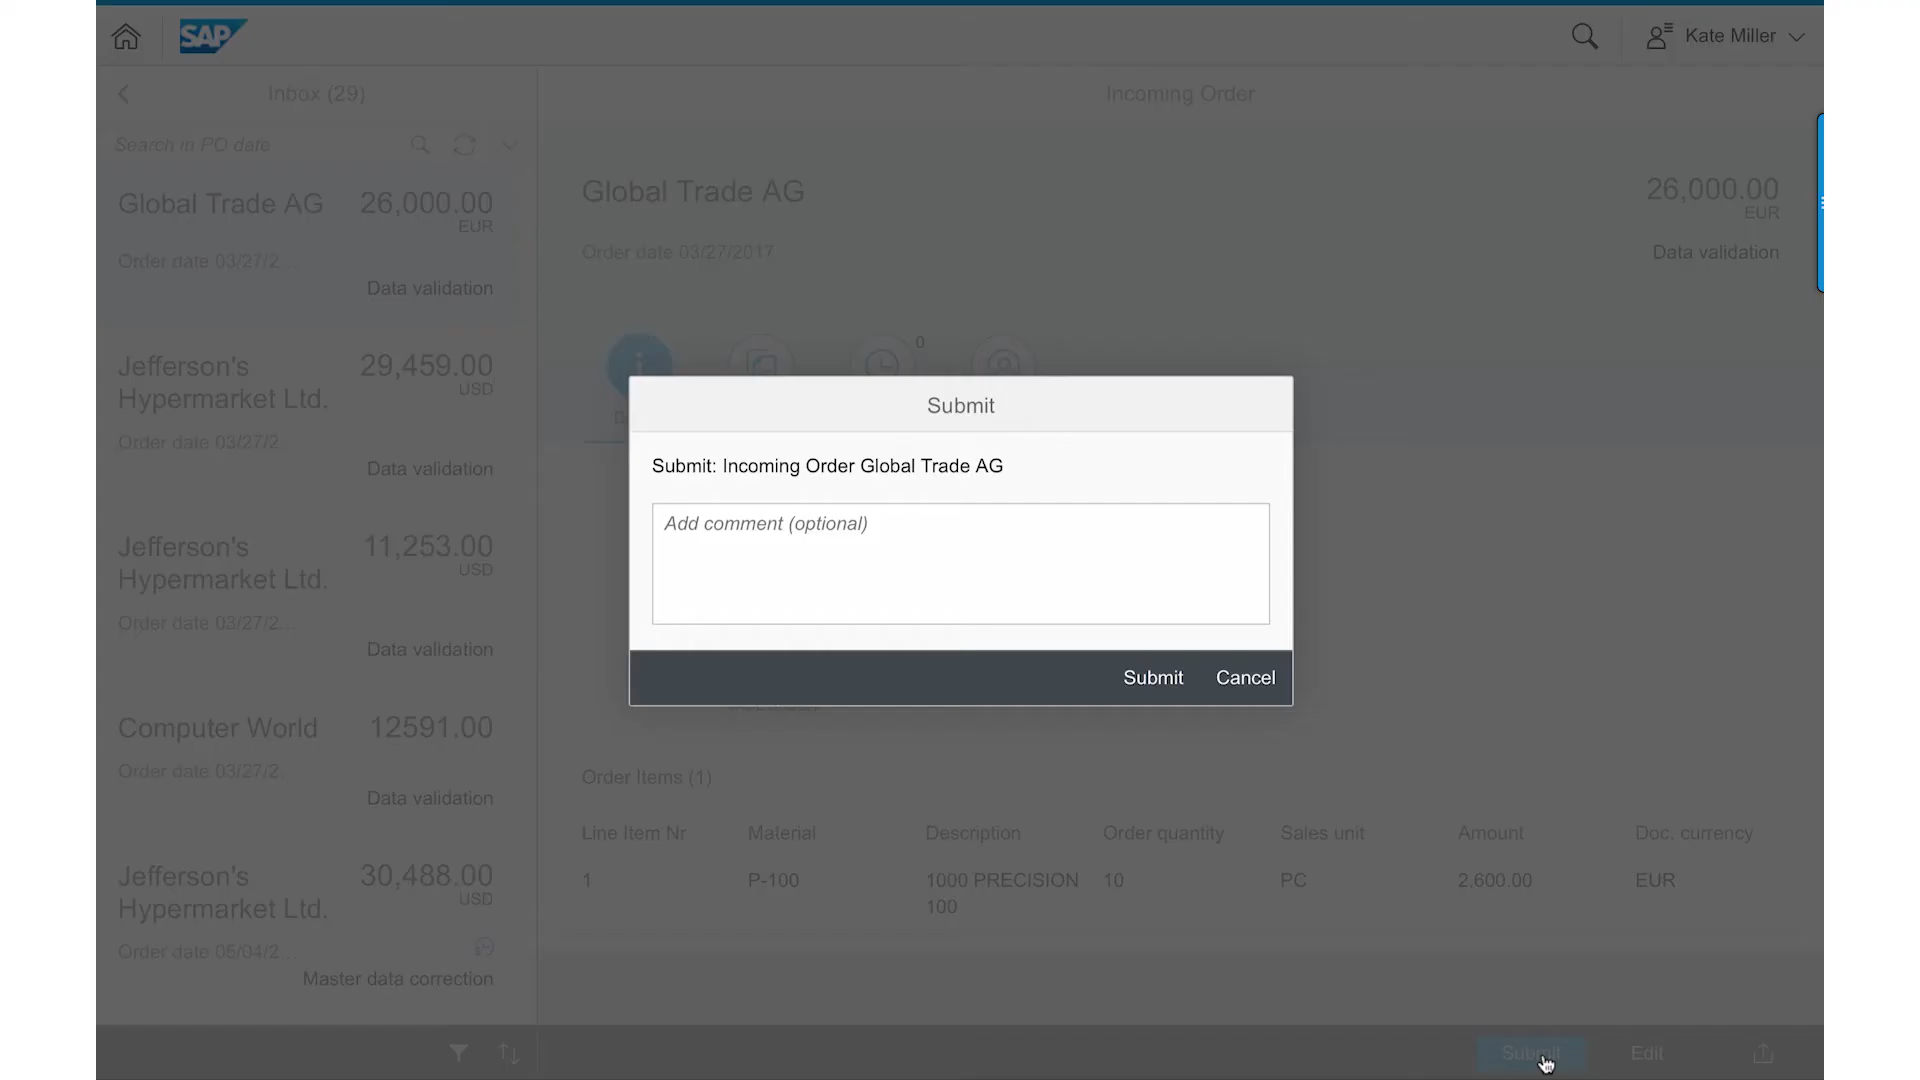 SAP
Kate Miller
Inbox (29)
Incoming Order
Search in PO date
Global Trade AG
26,000.00
EUR
Order date 03/27/2...
Data validation
Jefferson's
Hypermarket Ltd.
29,459.00
USD
Order date 03/27/2...
Data validation
Jefferson's
Hypermarket Ltd.
11,253.00
USD
Order date 03/27/2...
Data validation
Computer World
12591.00
Order date 03/27/2...
Data validation
Jefferson's
Hypermarket Ltd.
30,488.00
USD
Order date 05/04/2...
Master data correction
Global Trade AG
26,000.00
EUR
Order date 03/27/2017
Data validation
0
Submit
Submit: Incoming Order Global Trade AG
Add comment (optional)
Submit Cancel
Order Items (1)
Line Item Nr Material Description Order quantity Sales unit Amount Doc. currency
1 P-100 1000 PRECISION 10 PC 2,600.00 EUR
100
Submit Edit